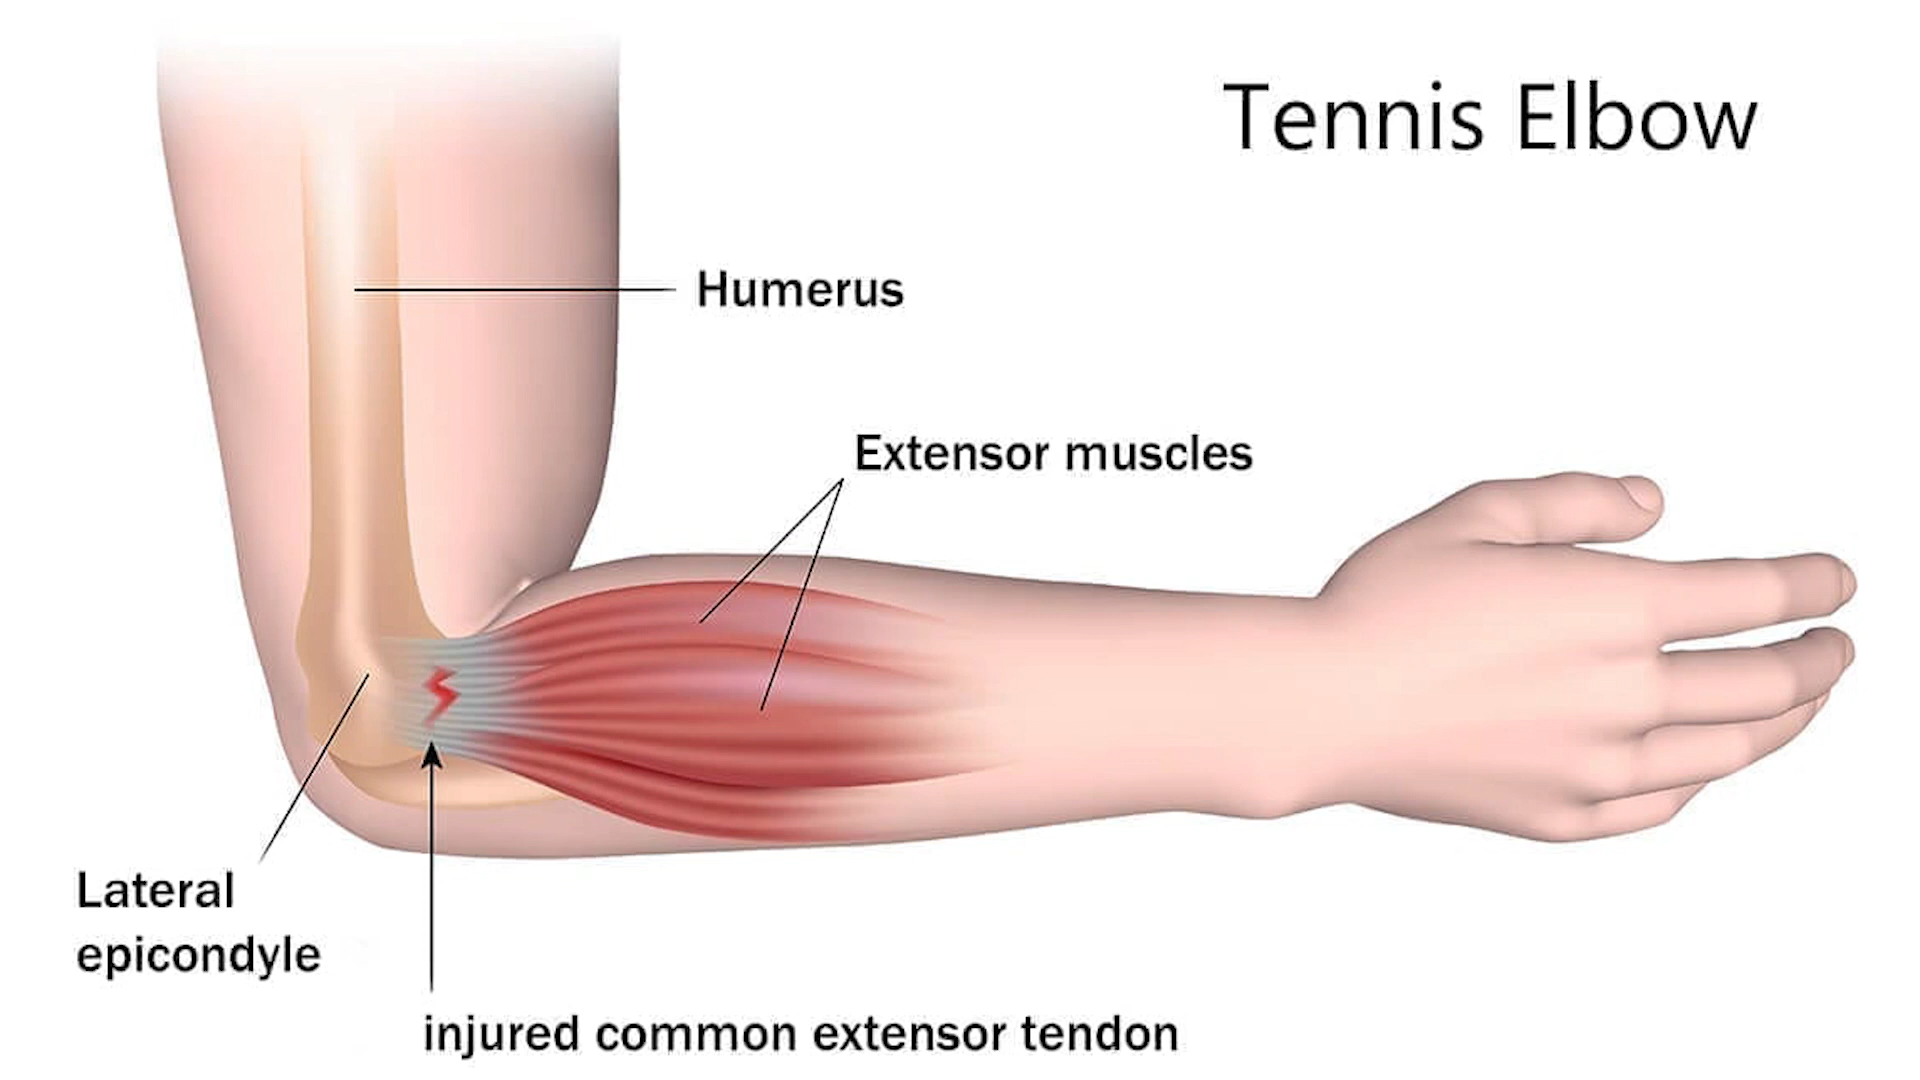 Tennis Elbow
Humerus
Extensor muscles
Lateral
epicondyle
injured common extensor tendon